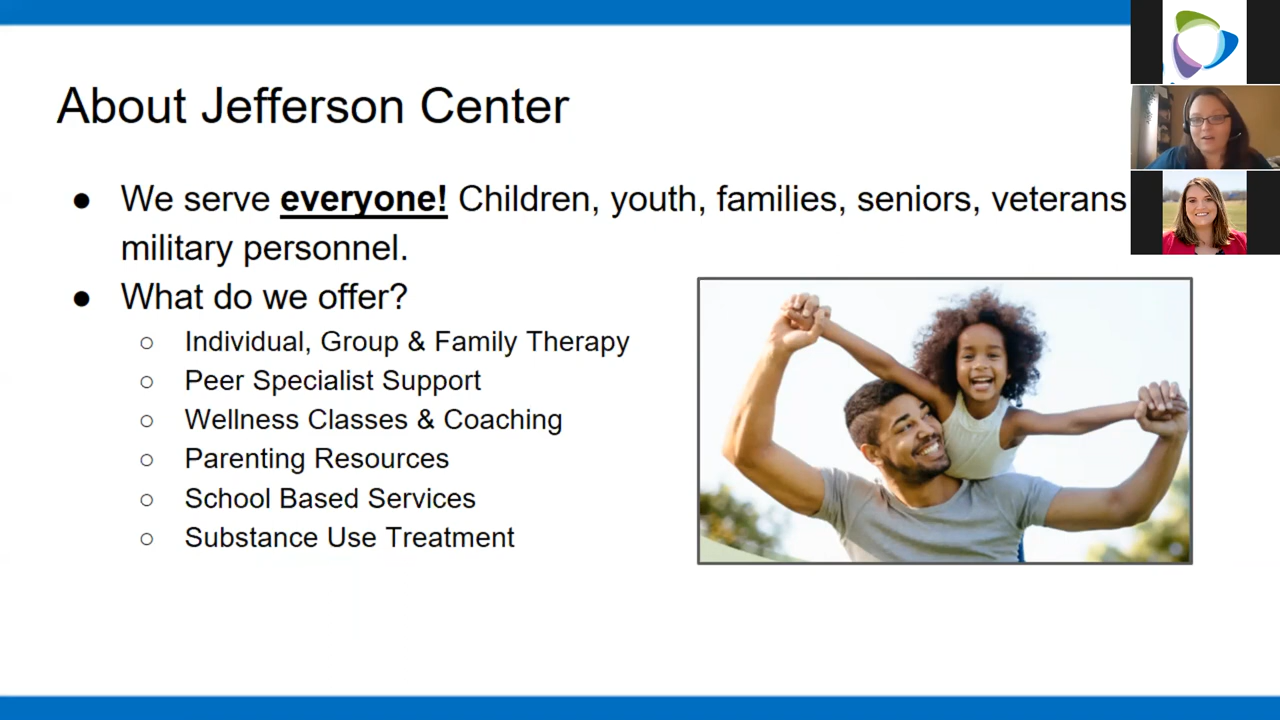 About Jefferson Center
● We serve everyone! Children, youth, families, seniors, veterans
military personnel.
● What do we offer?
○ Individual, Group & Family Therapy
○ Peer Specialist Support
○ Wellness Classes & Coaching
○ Parenting Resources
○ School Based Services
○ Substance Use Treatment